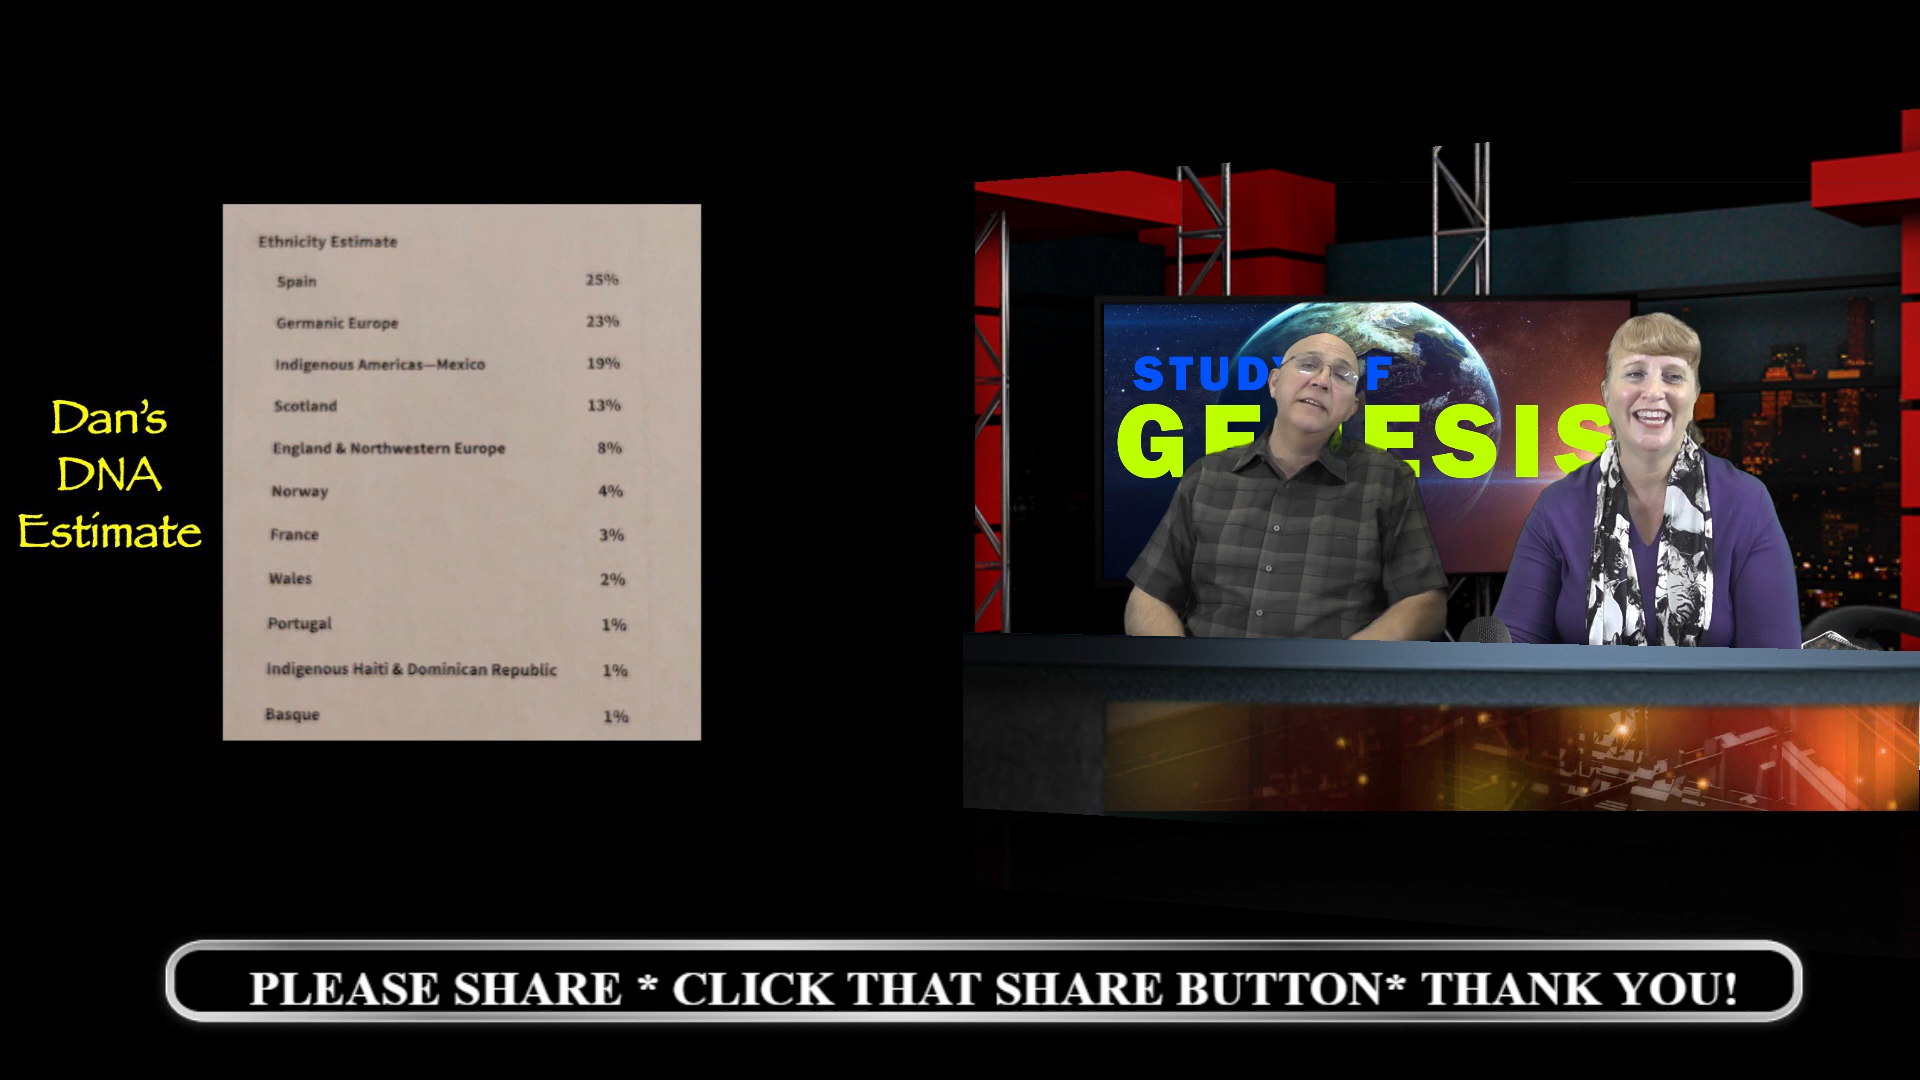 Dan's
DNA
Estimate
Ethnicity Estimate
Spain 25%
Germanic Europe 23%
Indigenous Americas—Mexico 19%
Scotland 13%
England & Northwestern Europe 8%
Norway 4%
France 3%
Wales 2%
Portugal 1%
Indigenous Haiti & Dominican Republic 1%
Basque 1%
STUDY F
GENESIS
PLEASE SHARE * CLICK THAT SHARE BUTTON* THANK YOU!